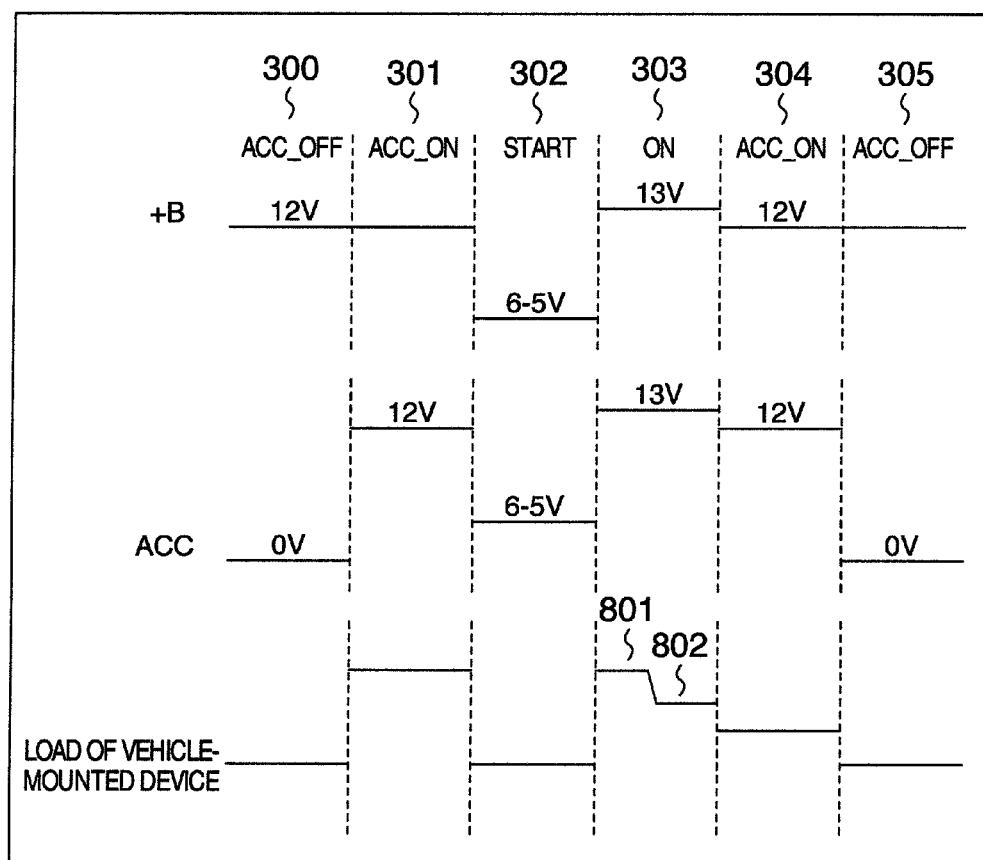 300 301 302 303 304 305
ACC_OFF ACC_ON START ON ACC_ON ACC_OFF
+B 12V 6-5V 13V 12V
ACC 0V 12V 6-5V 13V 12V 0V
801 802
LOAD OF VEHICLE-
MOUNTED DEVICE